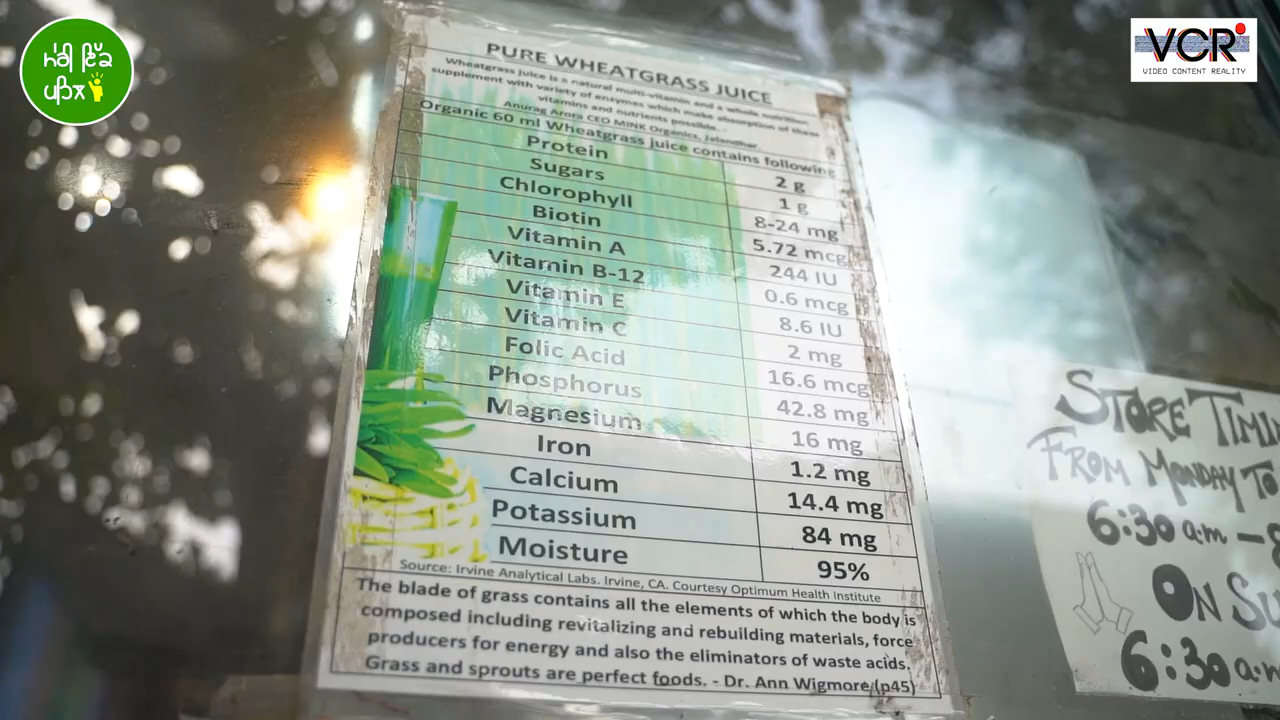 VCR
VIDEO CONTENT REALITY
PURE WHEATGRASS JUICE
Wheatgrass juice is a natural multi-vitamin and a whole nutrition
supplement with variety of enzymes which make absorption of these
vitamins and nutrients possible.
Anurag Arora CEO MINK Organics, Jalandhar.
Organic 60 ml Wheatgrass juice contains following
Protein 2 g
Sugars 1 g
Chlorophyll 8-24 mg
Biotin 5.72 mcg
Vitamin A 244 IU
Vitamin B-12 0.6 mcg
Vitamin E 8.6 IU
Vitamin C 2 mg
Folic Acid 16.6 mcg
Phosphorus 42.8 mg
Magnesium 16 mg
Iron 1.2 mg
Calcium 14.4 mg
Potassium 84 mg
Moisture 95%
Source: Irvine Analytical Labs. Irvine, CA. Courtesy Optimum Health Institute
The blade of grass contains all the elements of which the body is
composed including revitalizing and rebuilding materials, force
producers for energy and also the eliminators of waste acids.
Grass and sprouts are perfect foods. - Dr. Ann Wigmore (p45)
STORE TIMI
FROM MONDAY TO
6:30 a.m - 8
ON SU
6:30 a.m